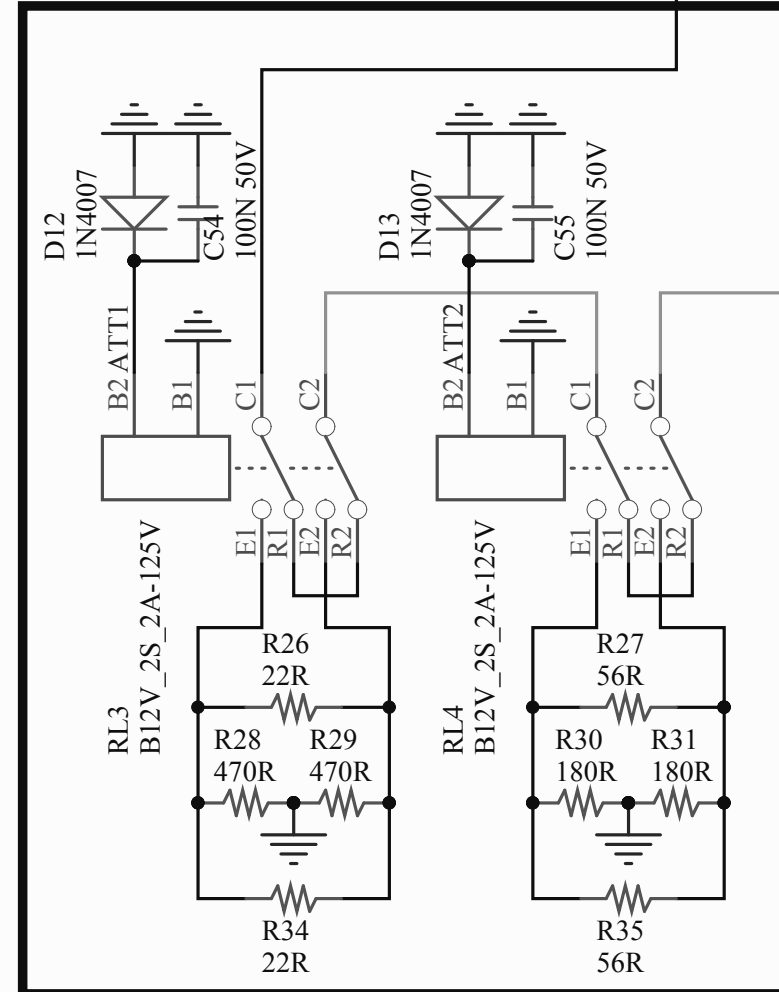 D12
1N4007
C54
100N 50V
D13
1N4007
C55
100N 50V
B2 ATT1
B1
C1
C2
B2 ATT2
B1
C1
C2
E1
R1
E2
R2
E1
R1
E2
R2
RL3
B12V_2S_2A-125V
RL4
B12V_2S_2A-125V
R26
22R
R27
56R
R28
470R
R29
470R
R30
180R
R31
180R
R34
22R
R35
56R